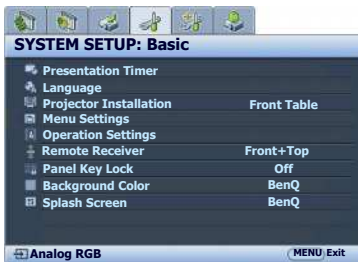 SYSTEM SETUP: Basic
Presentation Timer
Language
Projector Installation Front Table
Menu Settings
Operation Settings
Remote Receiver Front+Top
Panel Key Lock Off
Background Color BenQ
Splash Screen BenQ
Analog RGB MENU Exit